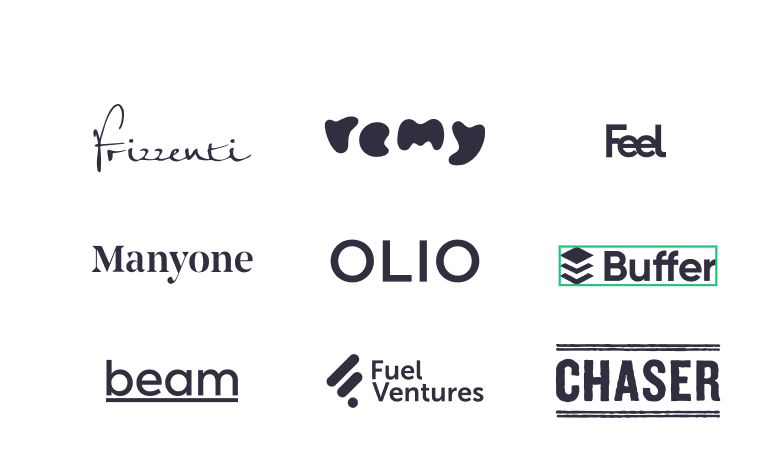 Frizzenti
remy
Feel
Manyone
OLIO
Buffer
beam
Fuel
Ventures
CHASER